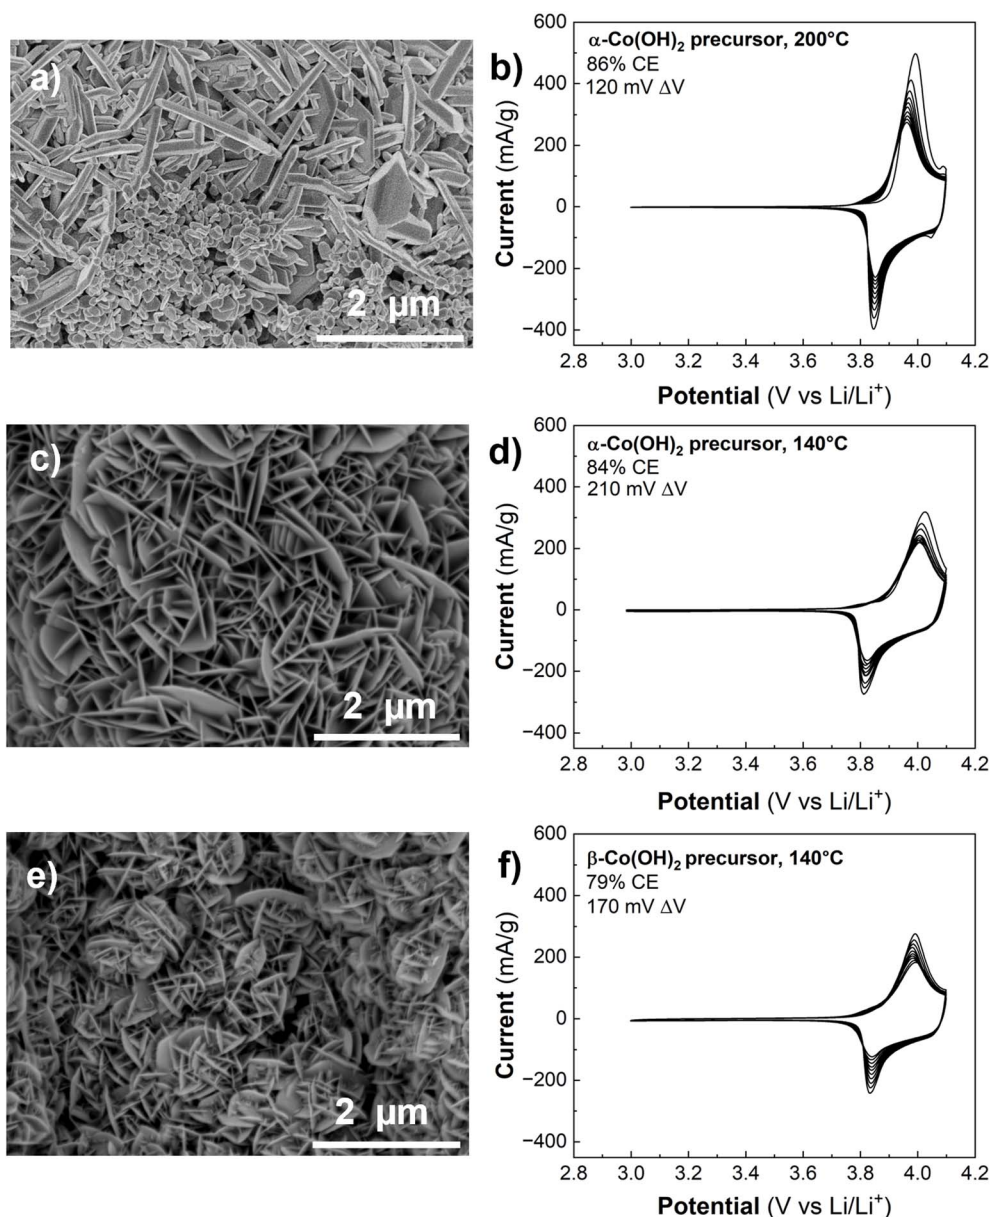 a)
2 µm
b)
α-Co(OH)₂ precursor, 200°C
86% CE
120 mV ΔV
600
400
200
0
−200
−400
2.8 3.0 3.2 3.4 3.6 3.8 4.0 4.2
Current (mA/g)
Potential (V vs Li/Li⁺)
c)
2 µm
d)
α-Co(OH)₂ precursor, 140°C
84% CE
210 mV ΔV
600
400
200
0
−200
−400
2.8 3.0 3.2 3.4 3.6 3.8 4.0 4.2
Current (mA/g)
Potential (V vs Li/Li⁺)
e)
2 µm
f)
β-Co(OH)₂ precursor, 140°C
79% CE
170 mV ΔV
600
400
200
0
−200
−400
2.8 3.0 3.2 3.4 3.6 3.8 4.0 4.2
Current (mA/g)
Potential (V vs Li/Li⁺)